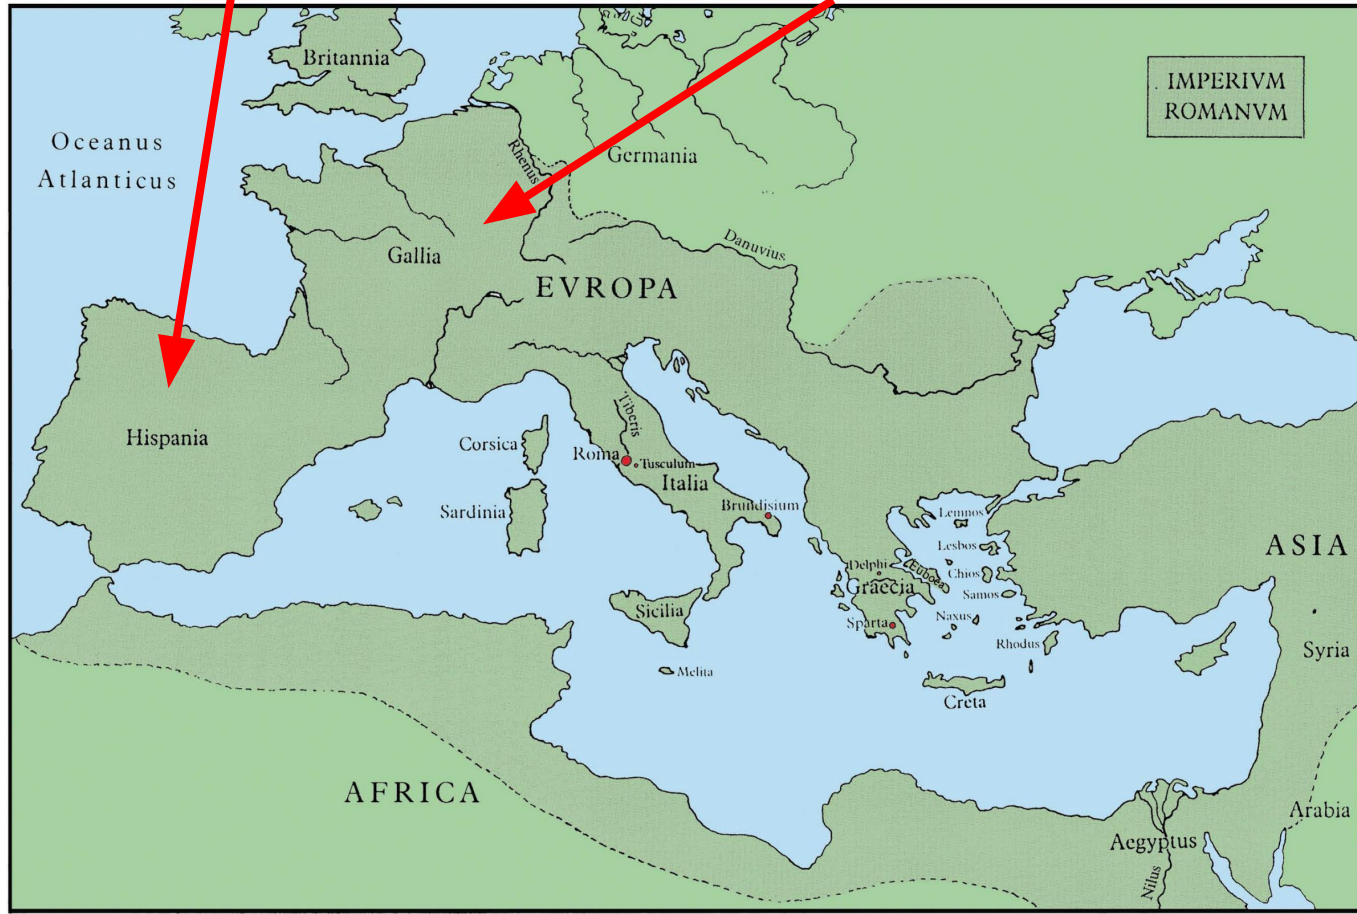 Britannia
IMPERIVM
ROMANVM
Oceanus
Atlanticus
Rhenus
Germania
Gallia
Danuvius
EVROPA
Hispania
Tiberis
Corsica
Roma
Tusculum
Italia
Sardinia
Brundisium
Lemnos
Lesbos
ASIA
Delphi
Euboea
Chios
Graecia
Samos
Sicilia
Sparta
Naxus
Rhodus
Syria
Melita
Creta
AFRICA
Arabia
Aegyptus
Nilus